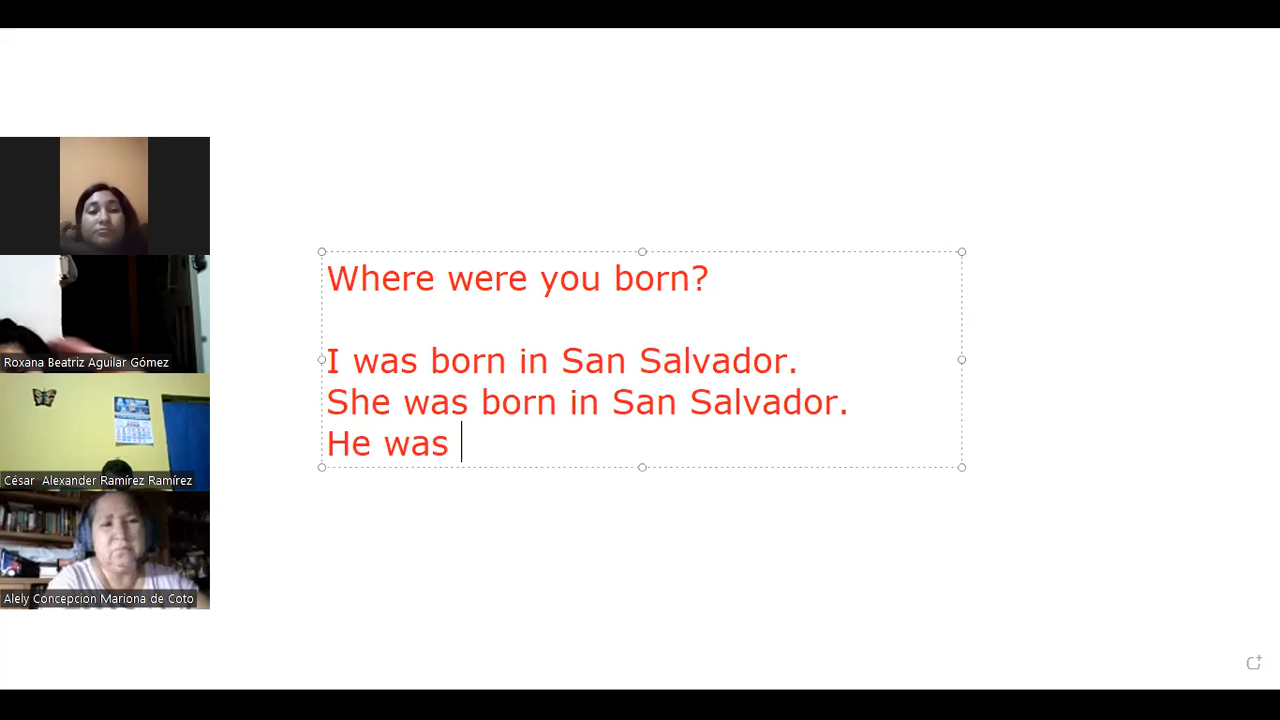 Where were you born?
I was born in San Salvador.
She was born in San Salvador.
He was
Roxana Beatriz Aguilar Gómez
César Alexander Ramírez Ramírez
Alely Concepcion Mariona de Coto